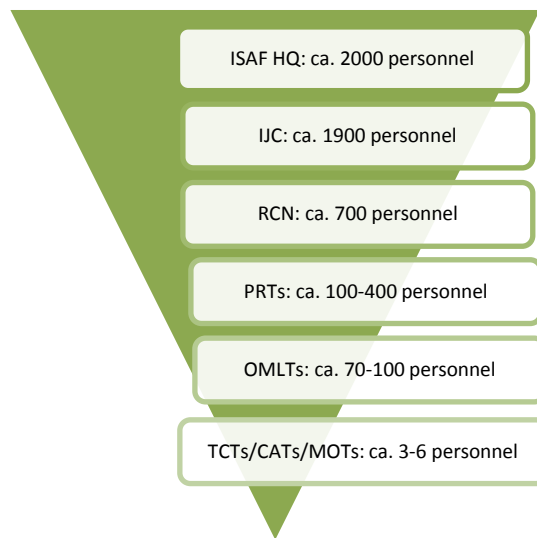 ISAF HQ: ca. 2000 personnel
IJC: ca. 1900 personnel
RCN: ca. 700 personnel
PRTs: ca. 100-400 personnel
OMLTs: ca. 70-100 personnel
TCTs/CATs/MOTs: ca. 3-6 personnel